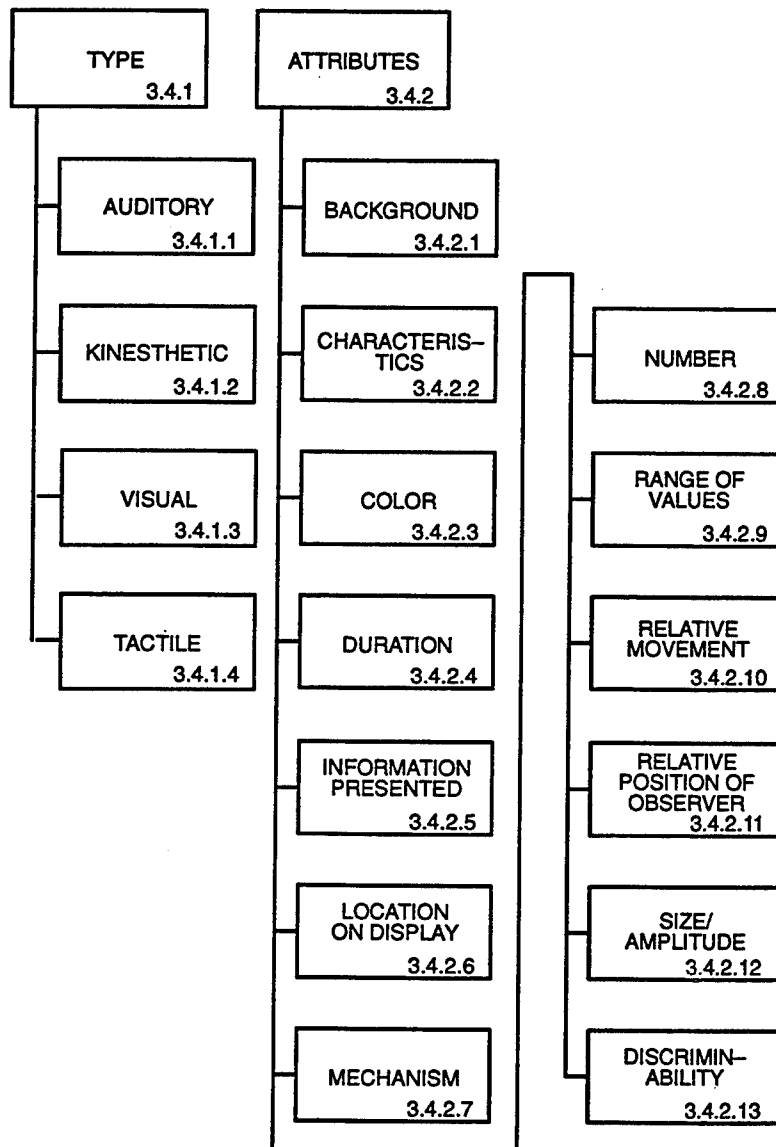 TYPE
3.4.1
AUDITORY
3.4.1.1
KINESTHETIC
3.4.1.2
VISUAL
3.4.1.3
TACTILE
3.4.1.4
ATTRIBUTES
3.4.2
BACKGROUND
3.4.2.1
CHARACTERIS–
TICS
3.4.2.2
COLOR
3.4.2.3
DURATION
3.4.2.4
INFORMATION
PRESENTED
3.4.2.5
LOCATION
ON DISPLAY
3.4.2.6
MECHANISM
3.4.2.7
NUMBER
3.4.2.8
RANGE OF
VALUES
3.4.2.9
RELATIVE
MOVEMENT
3.4.2.10
RELATIVE
POSITION OF
OBSERVER
3.4.2.11
SIZE/
AMPLITUDE
3.4.2.12
DISCRIMIN–
ABILITY
3.4.2.13